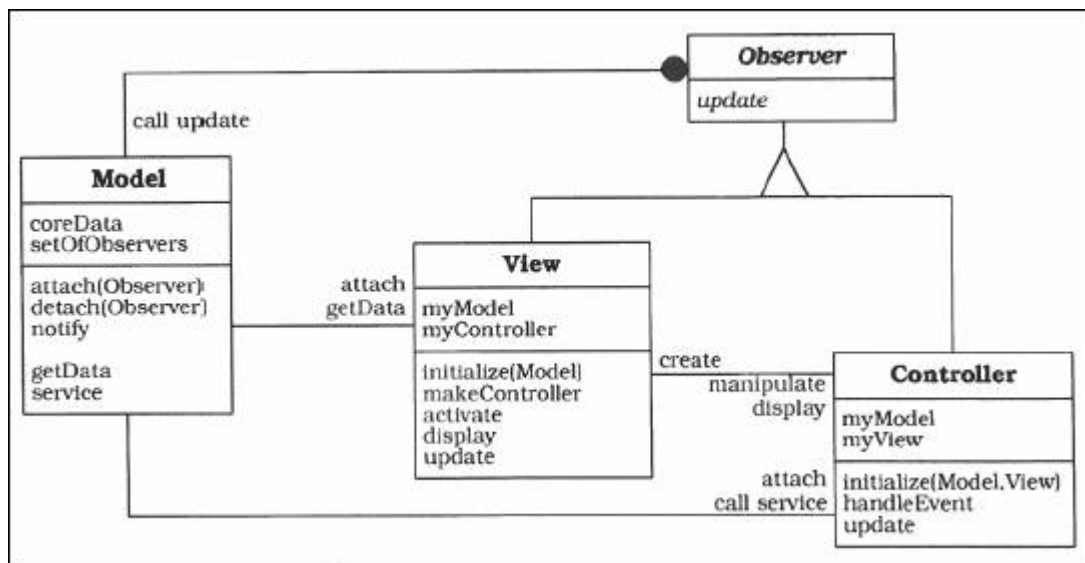 Observer
update
call update
Model
coreData
setOfObservers
attach(Observer)
detach(Observer)
notify
getData
service
attach
getData
View
myModel
myController
initialize(Model)
makeController
activate
display
update
create
manipulate
display
Controller
myModel
myView
attach
call service
initialize(Model.View)
handleEvent
update